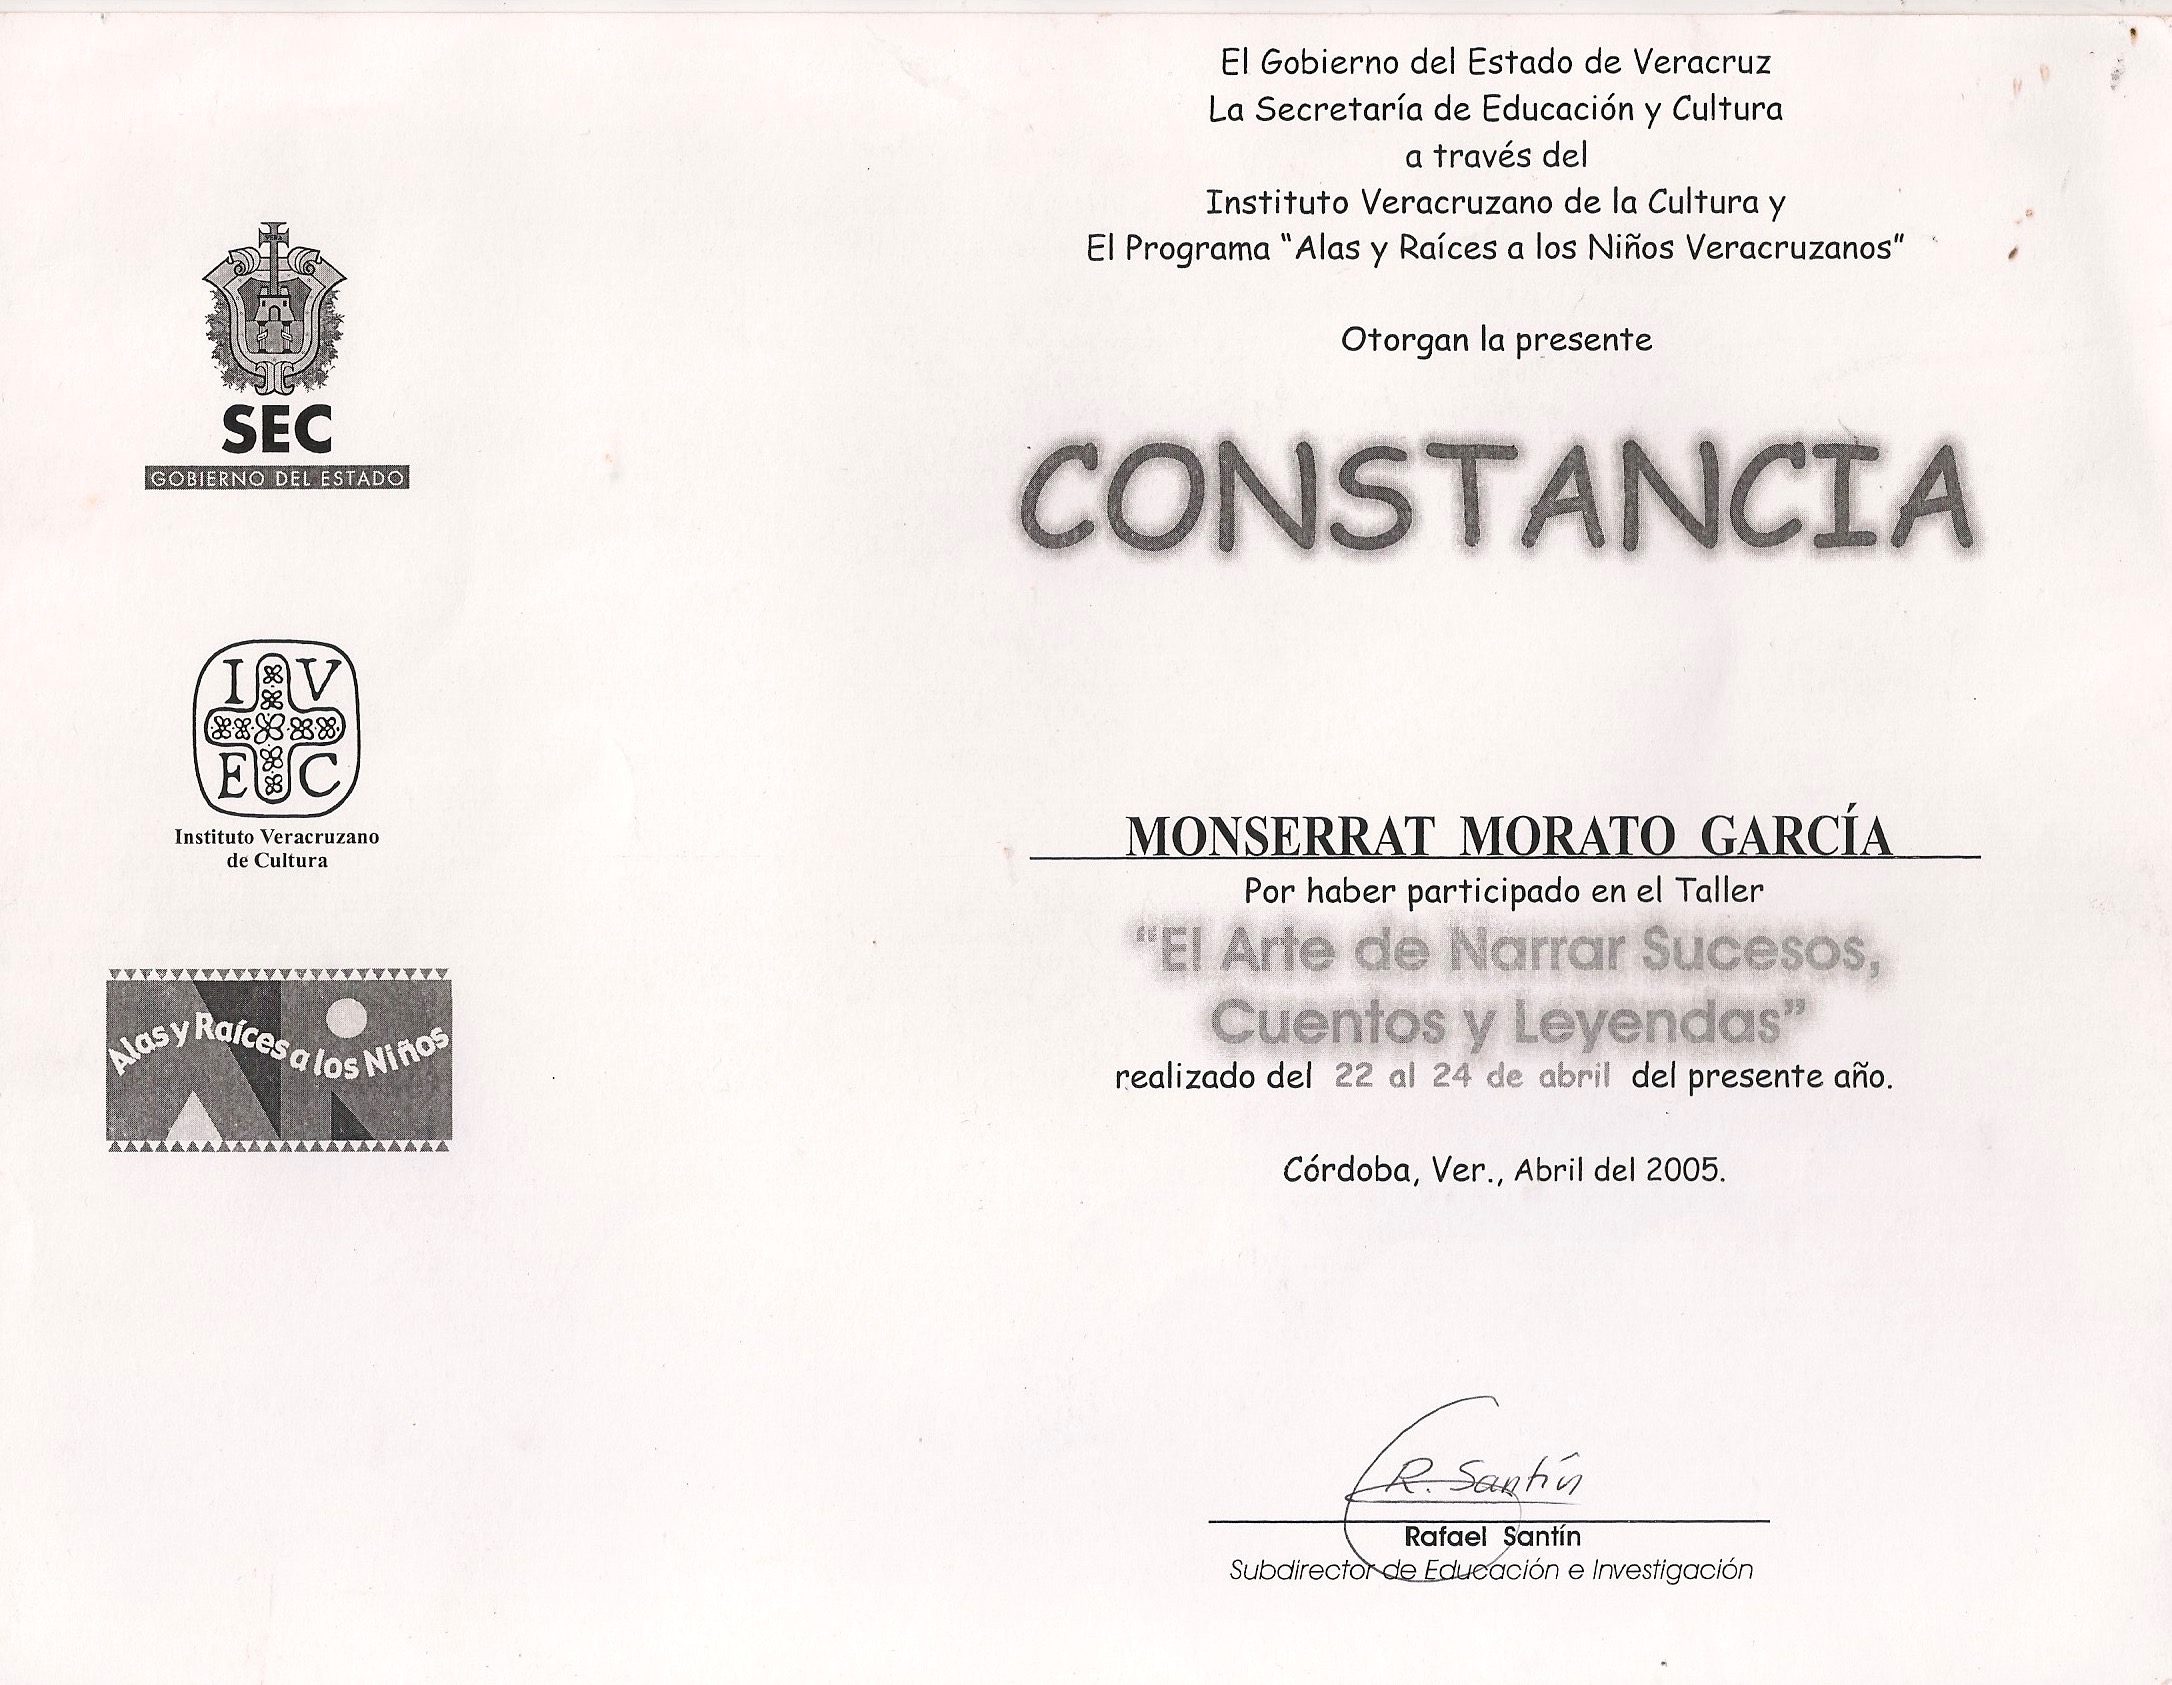 El Gobierno del Estado de Veracruz
La Secretaría de Educación y Cultura
a través del
Instituto Veracruzano de la Cultura y
El Programa “Alas y Raíces a los Niños Veracruzanos”
Otorgan la presente
CONSTANCIA
MONSERRAT MORATO GARCÍA
Por haber participado en el Taller
“El Arte de Narrar Sucesos,
Cuentos y Leyendas”
realizado del 22 al 24 de abril del presente año.
Córdoba, Ver., Abril del 2005.
R. Santín
Rafael Santín
Subdirector de Educación e Investigación
VERA
SEC
GOBIERNO DEL ESTADO
I V
E C
Instituto Veracruzano
de Cultura
Alas y Raíces a los Niños